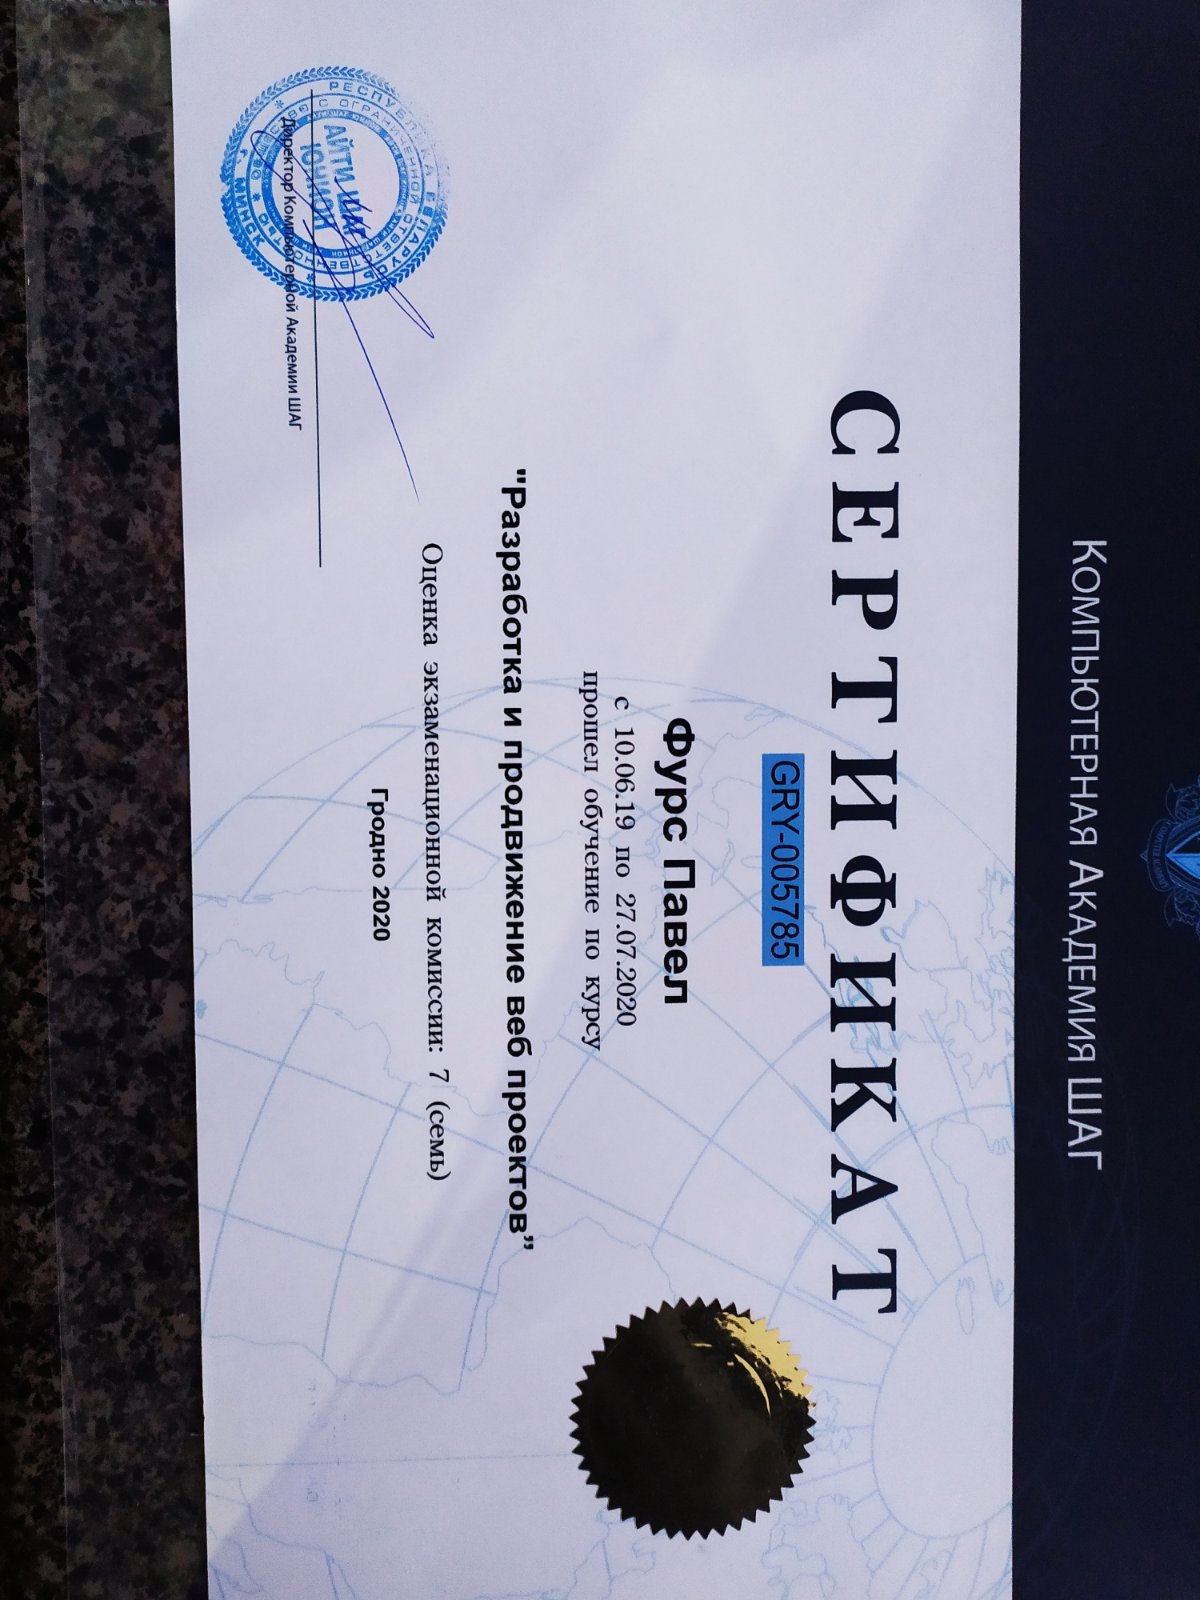 КОМПЬЮТЕРНАЯ АКАДЕМИЯ ШАГ
СЕРТИФИКАТ
GRY-005785
Фурс Павел
с 10.06.19 по 27.07.2020
прошел обучение по курсу
"Разработка и продвижение веб проектов”
Оценка экзаменационной комиссии: 7 (семь)
Гродно 2020
Директор Компьютерной Академии ШАГ
РЕСПУБЛИКА БЕЛАРУСЬ
Г. МИНСК
ОБЩЕСТВО С ОГРАНИЧЕННОЙ ОТВЕТСТВЕННОСТЬЮ
АЙТИ ШАГ
ЮНИОН